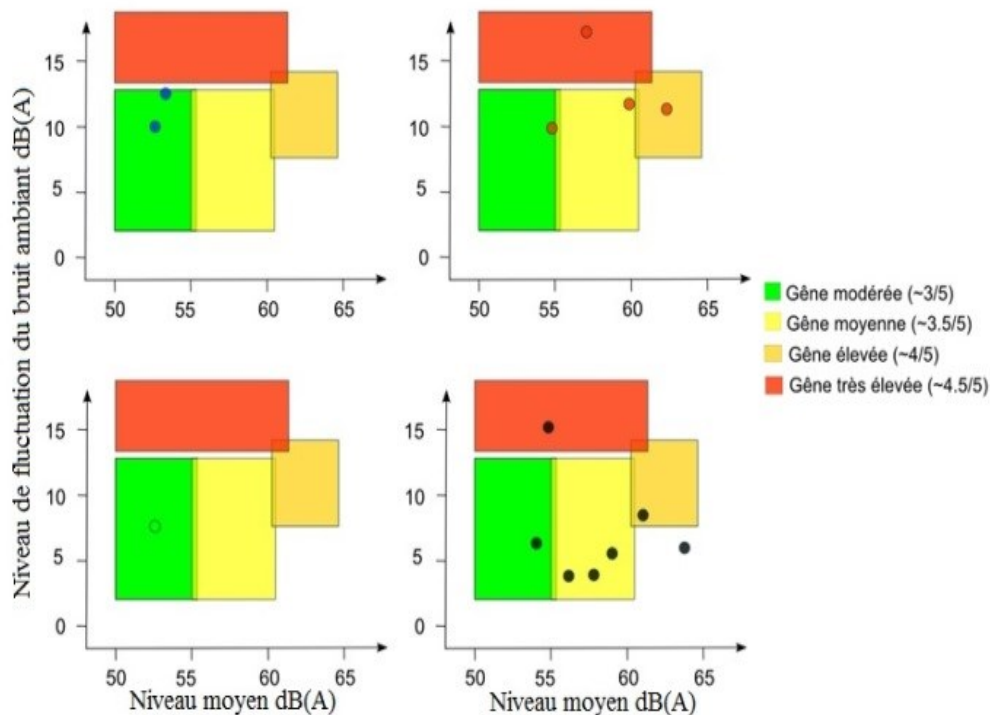 Niveau de fluctuation du bruit ambiant dB(A)
15
10
5
0
50 55 60 65
15
10
5
0
50 55 60 65
Gêne modérée (~3/5)
Gêne moyenne (~3.5/5)
Gêne élevée (~4/5)
Gêne très élevée (~4.5/5)
15
10
5
0
50 55 60 65
Niveau moyen dB(A)
15
10
5
0
50 55 60 65
Niveau moyen dB(A)